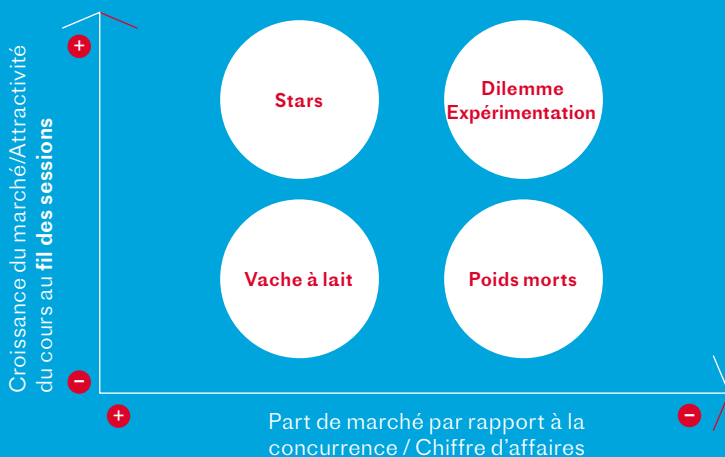 Croissance du marché/Attractivité
du cours au fil des sessions
+
Stars
Dilemme
Expérimentation
Vache à lait
Poids morts
−
+
−
Part de marché par rapport à la
concurrence / Chiffre d'affaires